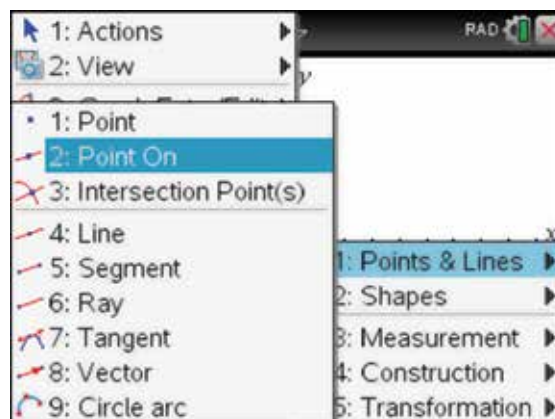 1: Actions
RAD
2: View
y
1: Point
2: Point On
3: Intersection Point(s)
x
4: Line
1: Points & Lines
5: Segment
2: Shapes
6: Ray
7: Tangent
3: Measurement
8: Vector
4: Construction
9: Circle arc
5: Transformation